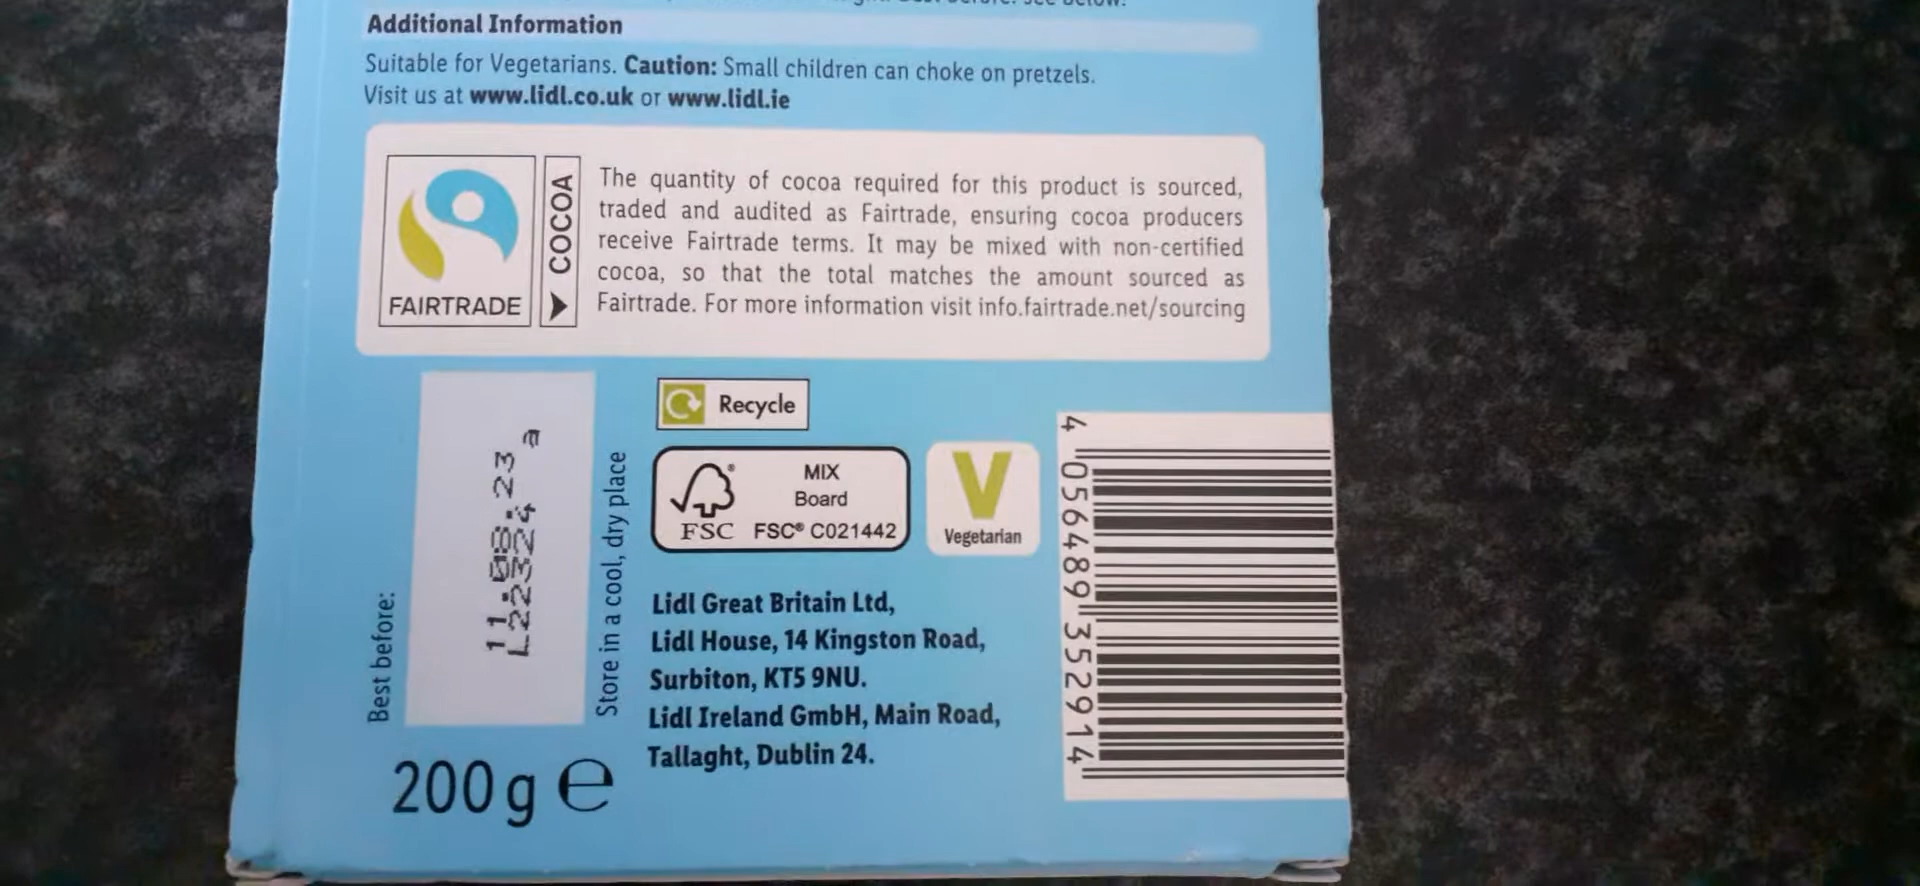 Additional Information
Suitable for Vegetarians. Caution: Small children can choke on pretzels.
Visit us at www.lidl.co.uk or www.lidl.ie
FAIRTRADE
COCOA
The quantity of cocoa required for this product is sourced,
traded and audited as Fairtrade, ensuring cocoa producers
receive Fairtrade terms. It may be mixed with non-certified
cocoa, so that the total matches the amount sourced as
Fairtrade. For more information visit info.fairtrade.net/sourcing
Best before:
11.08.23
L22324 a
Store in a cool, dry place
200 g e
Recycle
MIX
Board
FSC® FSC® C021442
V
Vegetarian
Lidl Great Britain Ltd,
Lidl House, 14 Kingston Road,
Surbiton, KT5 9NU.
Lidl Ireland GmbH, Main Road,
Tallaght, Dublin 24.
4 056489 352914